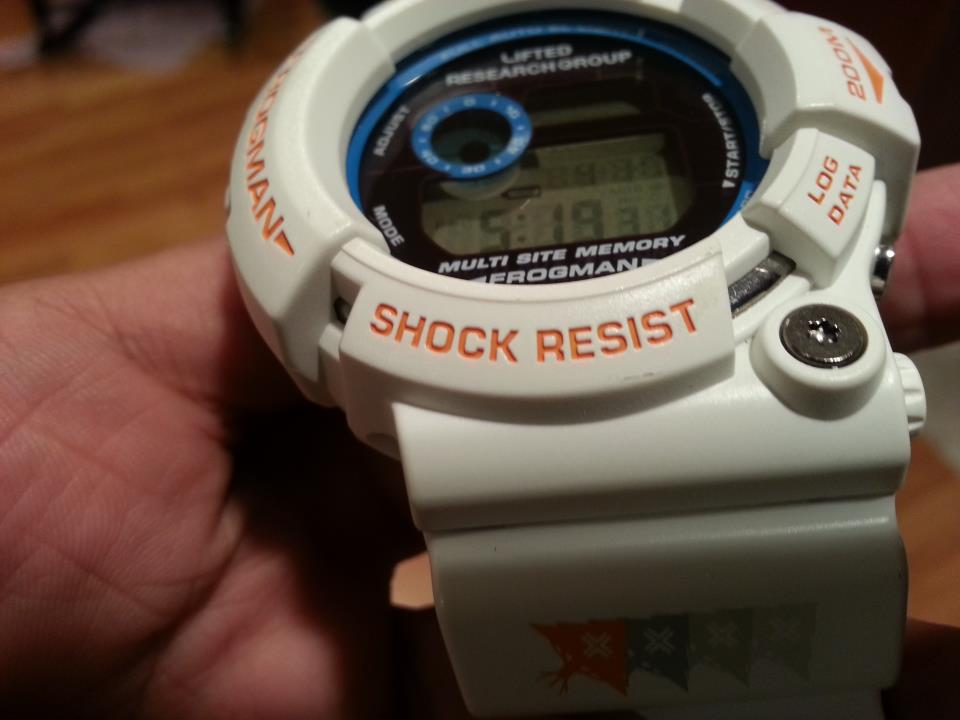 LIFTED
RESEARCH GROUP
ADJUST
START/STOP
MODE
5:19 37
MULTI SITE MEMORY
FROGMAN
SHOCK RESIST
FROGMAN
200M
LOG
DATA